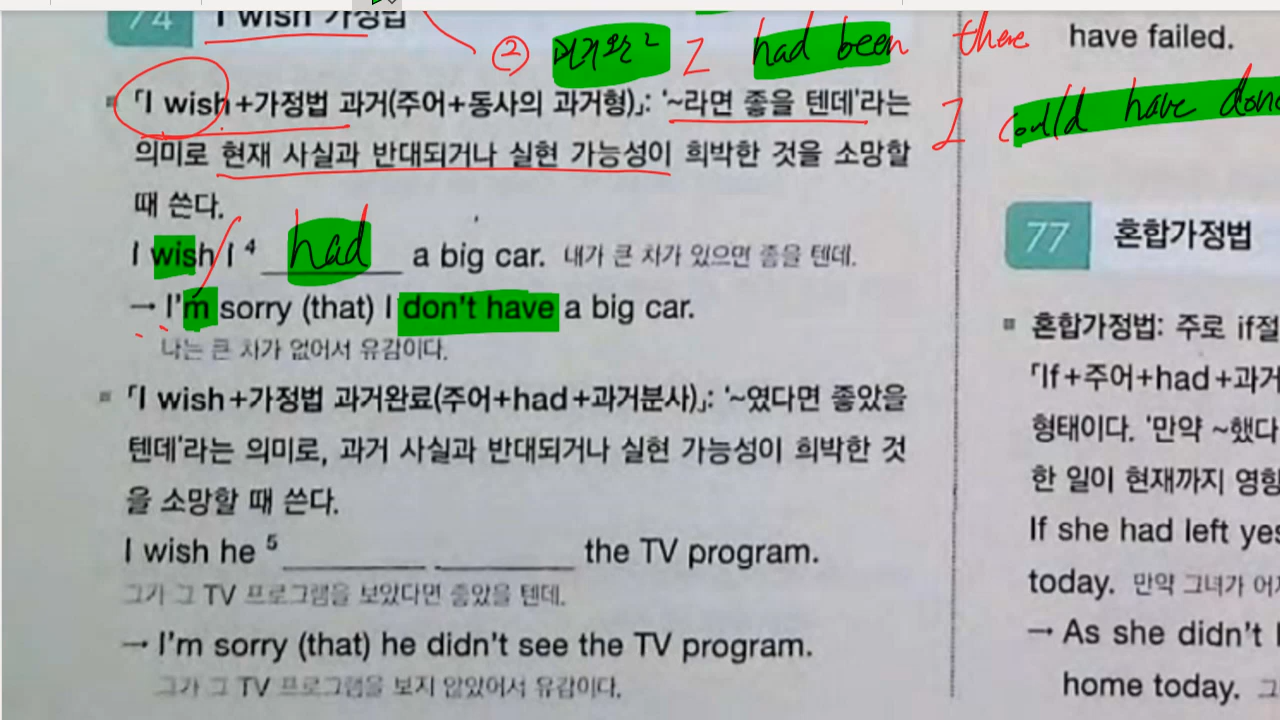 74 I wish 가정법
② 과거완 I had been there
「I wish+가정법 과거(주어+동사의 과거형)」: '~라면 좋을 텐데'라는
의미로 현재 사실과 반대되거나 실현 가능성이 희박한 것을 소망할
때 쓴다.
I wish I 4 had a big car. 내가 큰 차가 있으면 좋을 텐데.
→ I'm sorry (that) I don't have a big car.
나는 큰 차가 없어서 유감이다.
「I wish+가정법 과거완료(주어+had+과거분사)」: '~였다면 좋았을
텐데'라는 의미로, 과거 사실과 반대되거나 실현 가능성이 희박한 것
을 소망할 때 쓴다.
I wish he 5 ________ ________ the TV program.
그가 그 TV 프로그램을 보았다면 좋았을 텐데.
→ I'm sorry (that) he didn't see the TV program.
그가 그 TV 프로그램을 보지 않았어서 유감이다.
have failed.
I could have done
77 혼합가정법
혼합가정법: 주로 if절
「If+주어+had+과거
형태이다. '만약 ~했다
한 일이 현재까지 영향
If she had left yes
today. 만약 그녀가 어
→ As she didn't
home today. 그